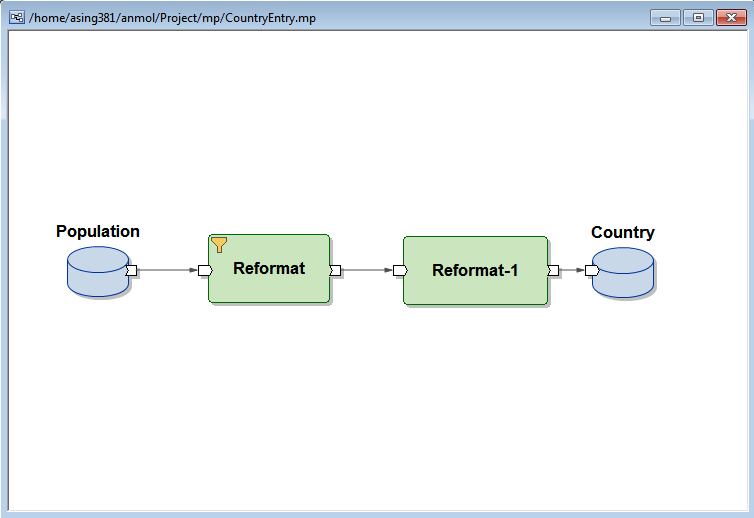 /home/asing381/anmol/Project/mp/CountryEntry.mp
Population
Country
Reformat
Reformat-1